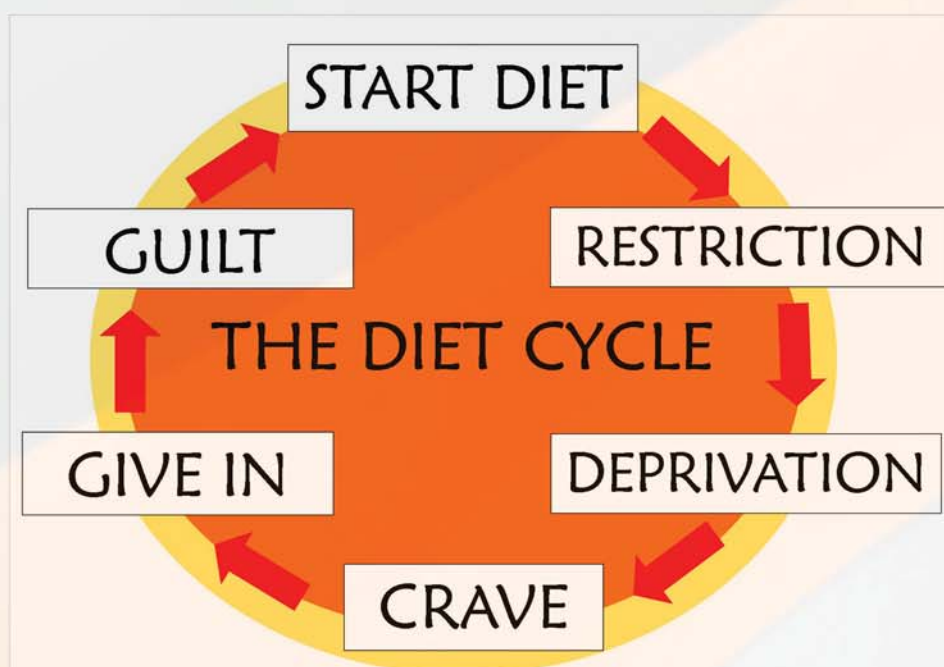 START DIET
GUILT
RESTRICTION
THE DIET CYCLE
GIVE IN
DEPRIVATION
CRAVE